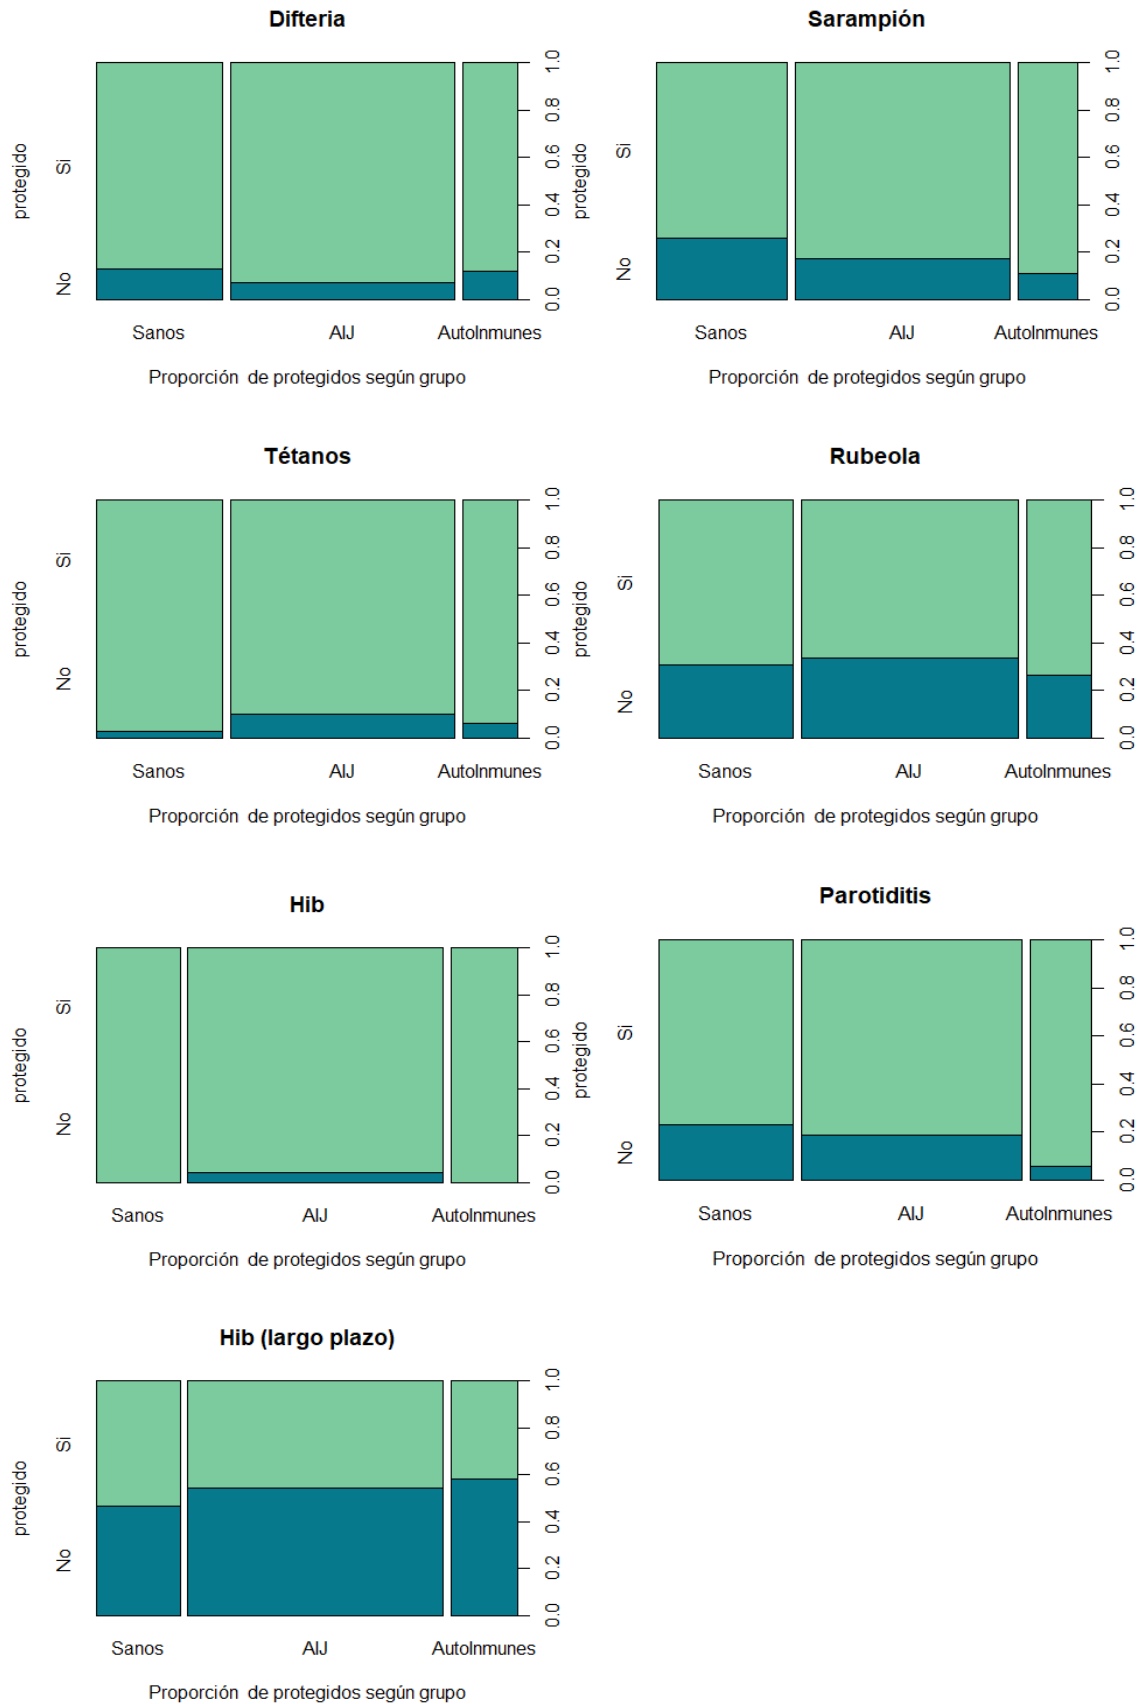 Difteria
protegido
Si
No
1.0
0.8
0.6
0.4
0.2
0.0
Sanos
AIJ
AutoInmunes
Proporción de protegidos según grupo
Sarampión
protegido
Si
No
1.0
0.8
0.6
0.4
0.2
0.0
Sanos
AIJ
AutoInmunes
Proporción de protegidos según grupo
Tétanos
protegido
Si
No
1.0
0.8
0.6
0.4
0.2
0.0
Sanos
AIJ
AutoInmunes
Proporción de protegidos según grupo
Rubeola
protegido
Si
No
1.0
0.8
0.6
0.4
0.2
0.0
Sanos
AIJ
AutoInmunes
Proporción de protegidos según grupo
Hib
protegido
Si
No
1.0
0.8
0.6
0.4
0.2
0.0
Sanos
AIJ
AutoInmunes
Proporción de protegidos según grupo
Parotiditis
protegido
Si
No
1.0
0.8
0.6
0.4
0.2
0.0
Sanos
AIJ
AutoInmunes
Proporción de protegidos según grupo
Hib (largo plazo)
protegido
Si
No
1.0
0.8
0.6
0.4
0.2
0.0
Sanos
AIJ
AutoInmunes
Proporción de protegidos según grupo